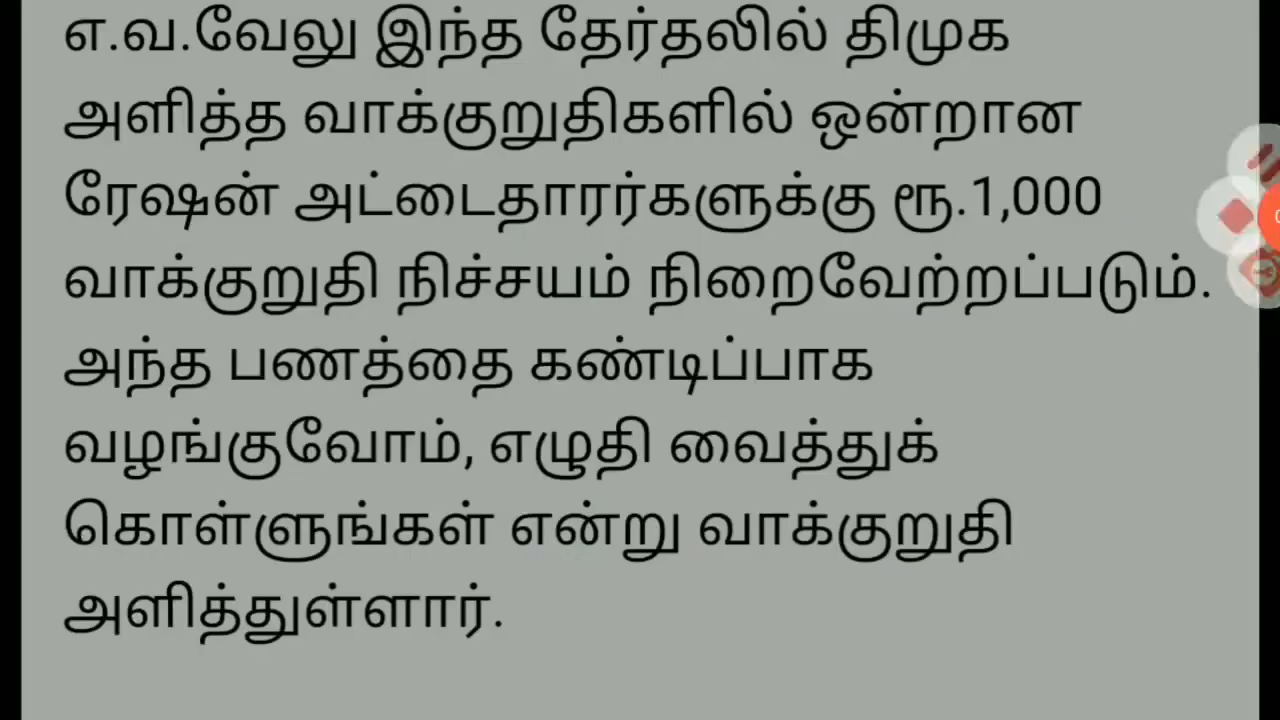 எ.வ.வேலு இந்த தேர்தலில் திமுக
அளித்த வாக்குறுதிகளில் ஒன்றான
ரேஷன் அட்டைதாரர்களுக்கு ரூ.1,000
வாக்குறுதி நிச்சயம் நிறைவேற்றப்படும்.
அந்த பணத்தை கண்டிப்பாக
வழங்குவோம், எழுதி வைத்துக்
கொள்ளுங்கள் என்று வாக்குறுதி
அளித்துள்ளார்.